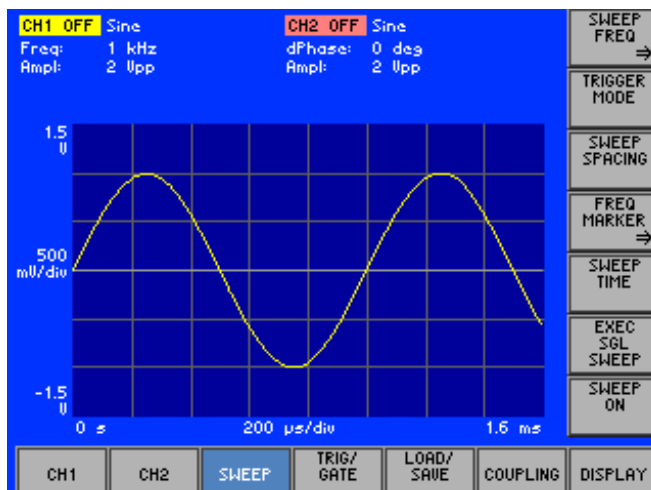 CH1 OFF Sine
Freq: 1 kHz
Ampl: 2 Vpp
CH2 OFF Sine
dPhase: 0 deg
Ampl: 2 Vpp
1.5
V
500
mV/div
-1.5
V
0 s
200 µs/div
1.6 ms
SWEEP
FREQ
⇒
TRIGGER
MODE
SWEEP
SPACING
FREQ
MARKER
⇒
SWEEP
TIME
EXEC
SGL
SWEEP
SWEEP
ON
CH1
CH2
SWEEP
TRIG/
GATE
LOAD/
SAVE
COUPLING
DISPLAY